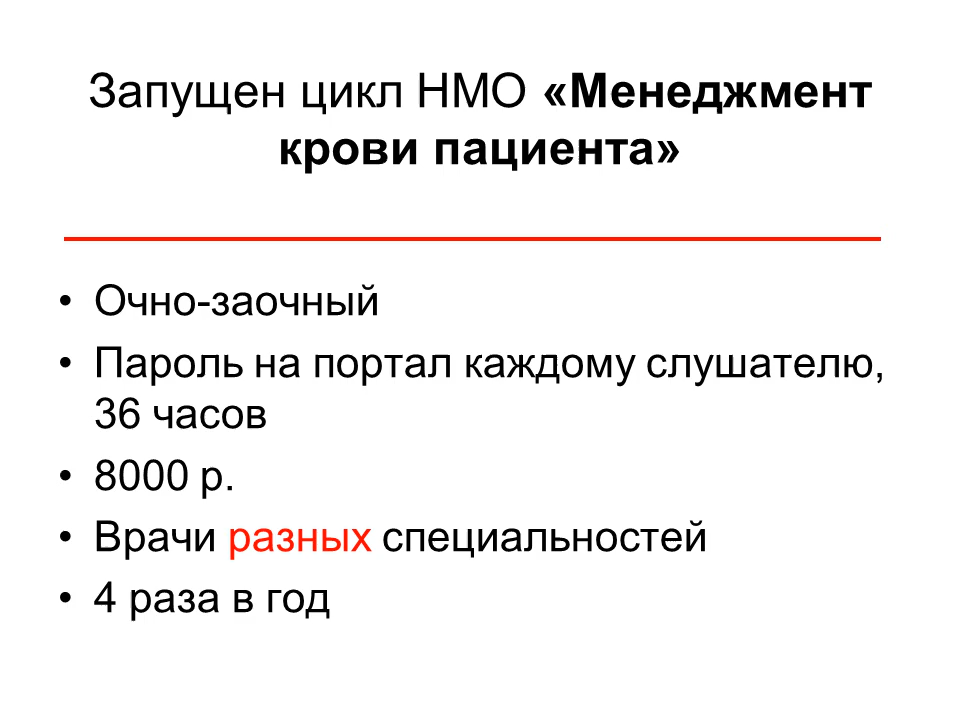 Запущен цикл НМО «Менеджмент
крови пациента»
• Очно-заочный
• Пароль на портал каждому слушателю,
36 часов
• 8000 р.
• Врачи разных специальностей
• 4 раза в год